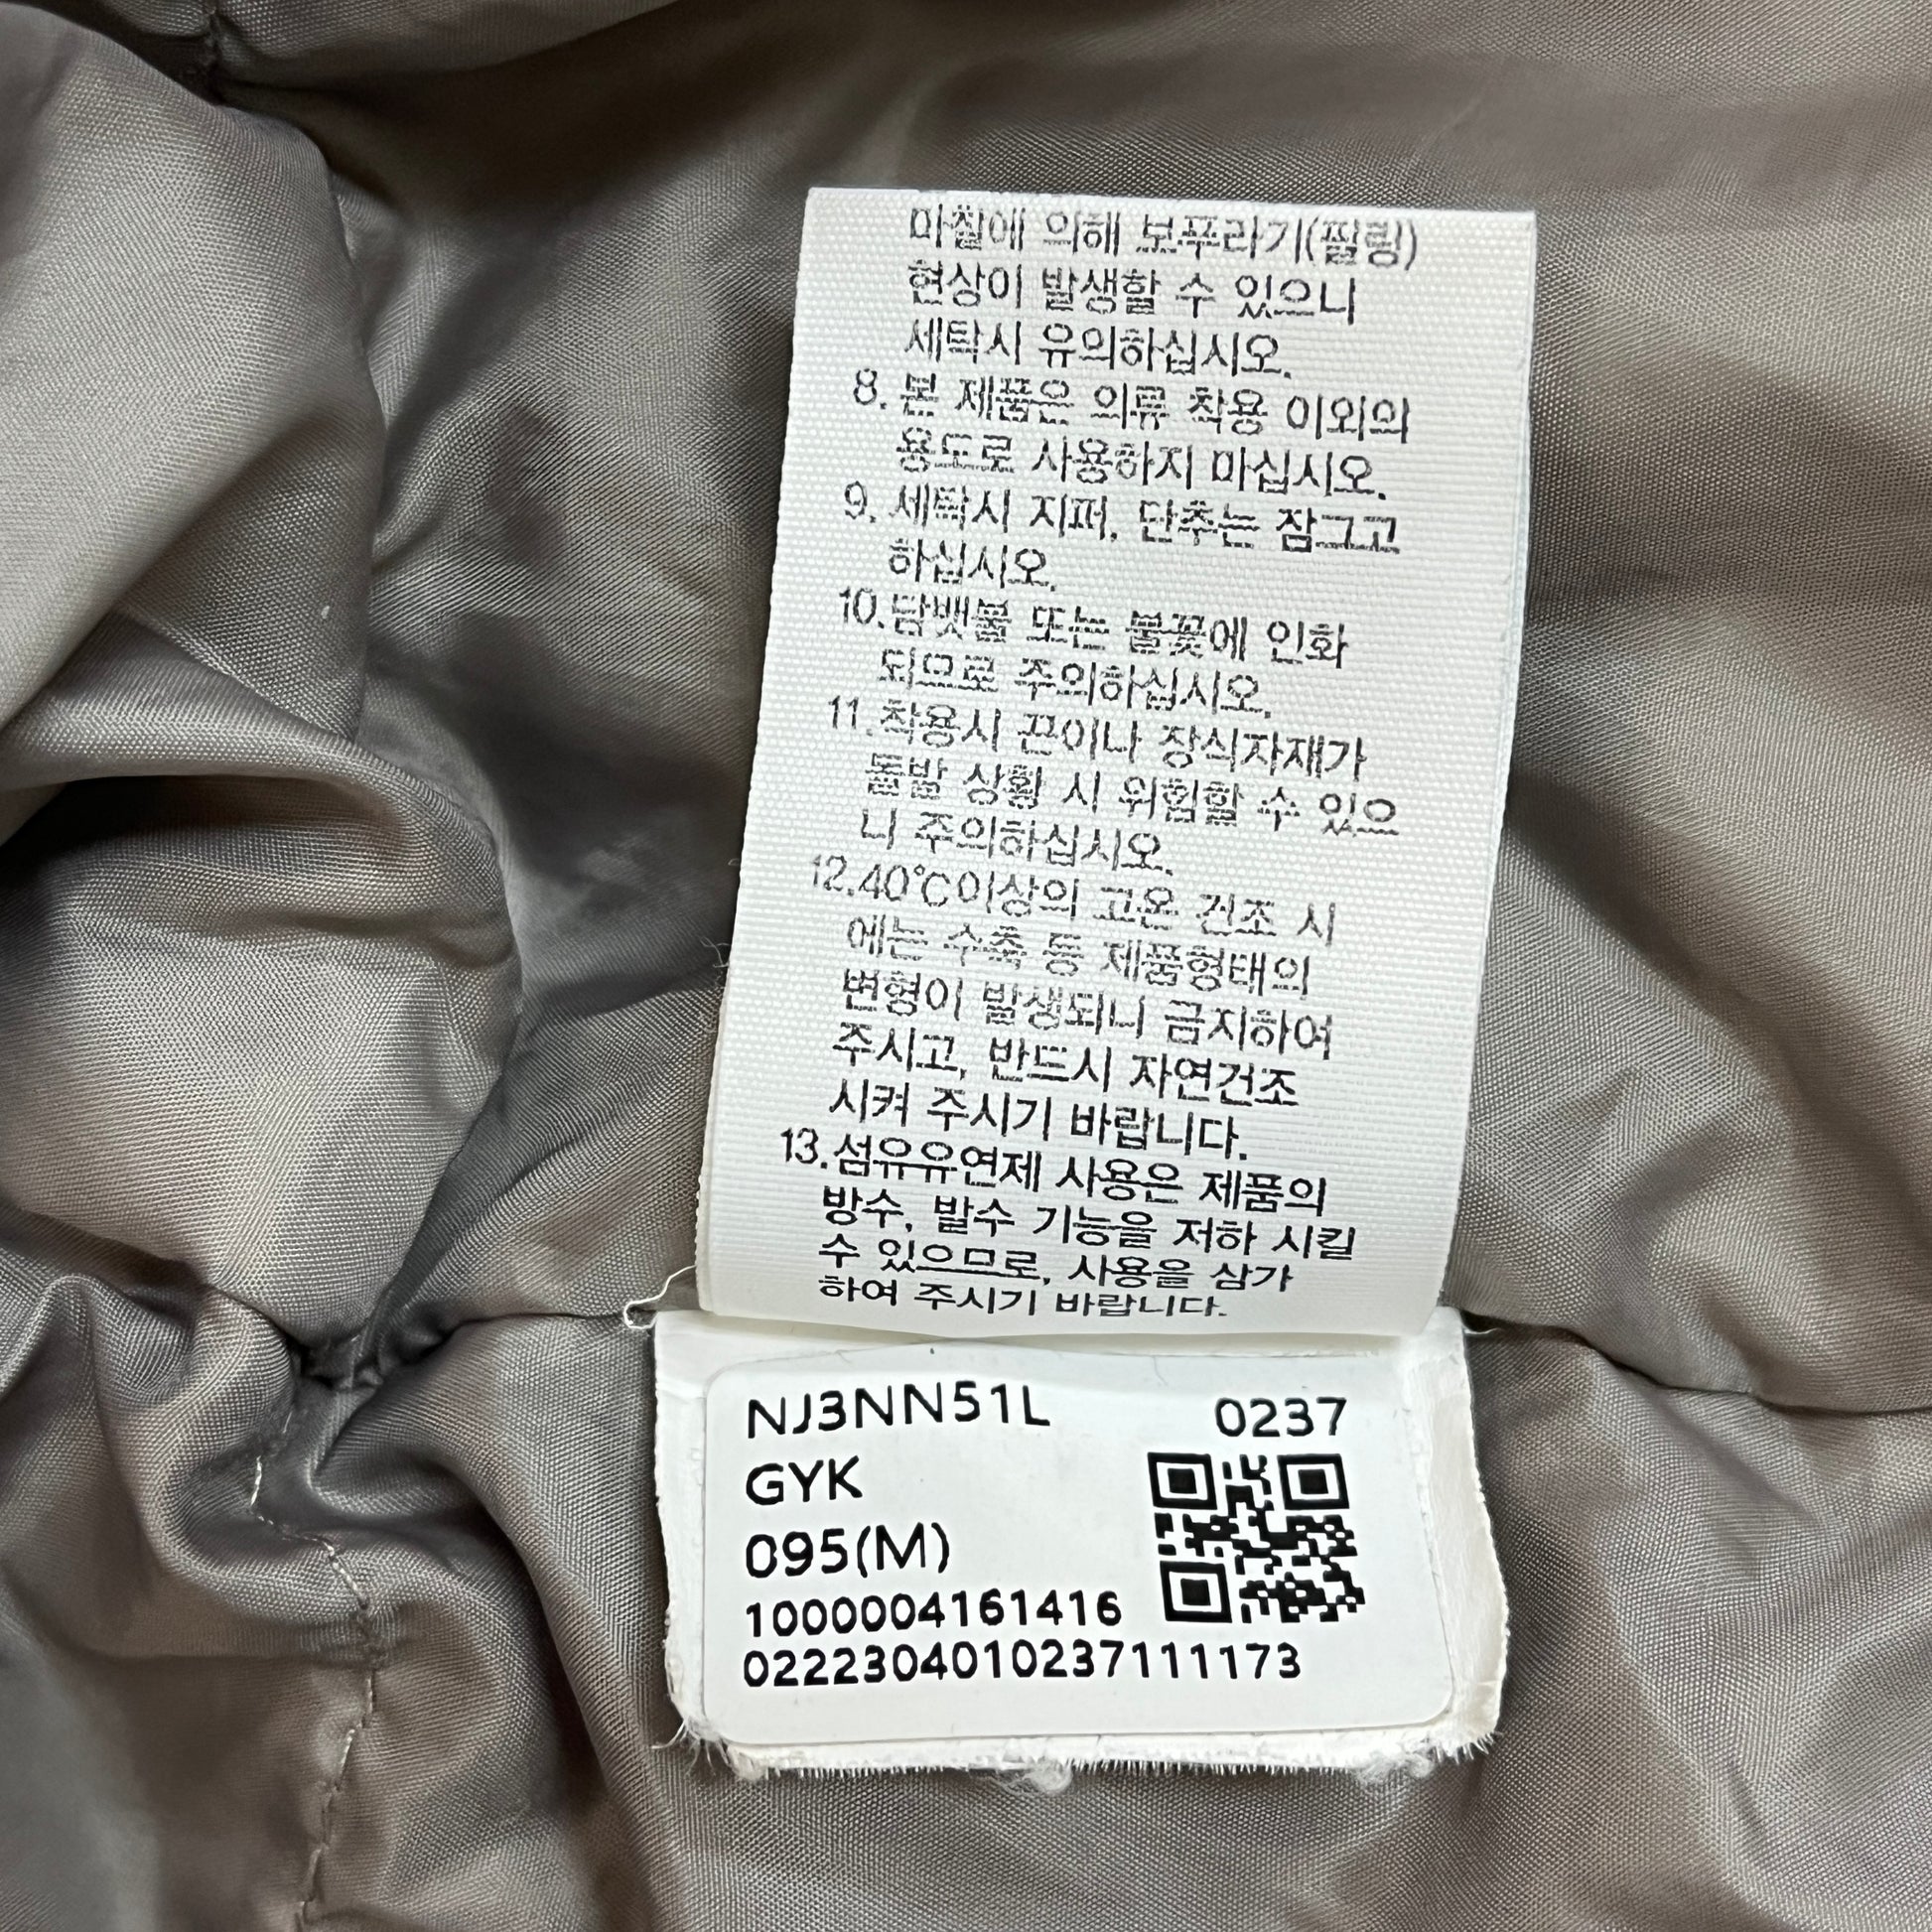 마찰에 의해 보푸라기(필링)
현상이 발생할 수 있으니
세탁시 유의하십시오.
8. 본 제품은 의류 착용 이외의
용도로 사용하지 마십시오.
9. 세탁시 지퍼, 단추는 잠그고
하십시오.
10.담뱃불 또는 불꽃에 인화
되므로 주의하십시오.
11.착용시 끈이나 장식자재가
돌발 상황 시 위험할 수 있으
니 주의하십시오.
12.40℃이상의 고온 건조 시
에는 수축 등 제품형태의
변형이 발생되니 금지하여
주시고, 반드시 자연건조
시켜 주시기 바랍니다.
13.섬유유연제 사용은 제품의
방수, 발수 기능을 저하 시킬
수 있으므로, 사용을 삼가
하여 주시기 바랍니다.
NJ3NN51L 0237
GYK
095(M)
1000004161416
0222304010237111173